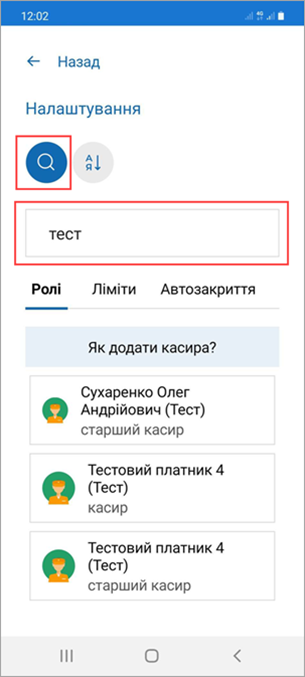 12:02
Назад
Налаштування
тест
Ролі Ліміти Автозакриття
Як додати касира?
Сухаренко Олег
Андрійович (Тест)
старший касир
Тестовий платник 4
(Тест)
касир
Тестовий платник 4
(Тест)
старший касир